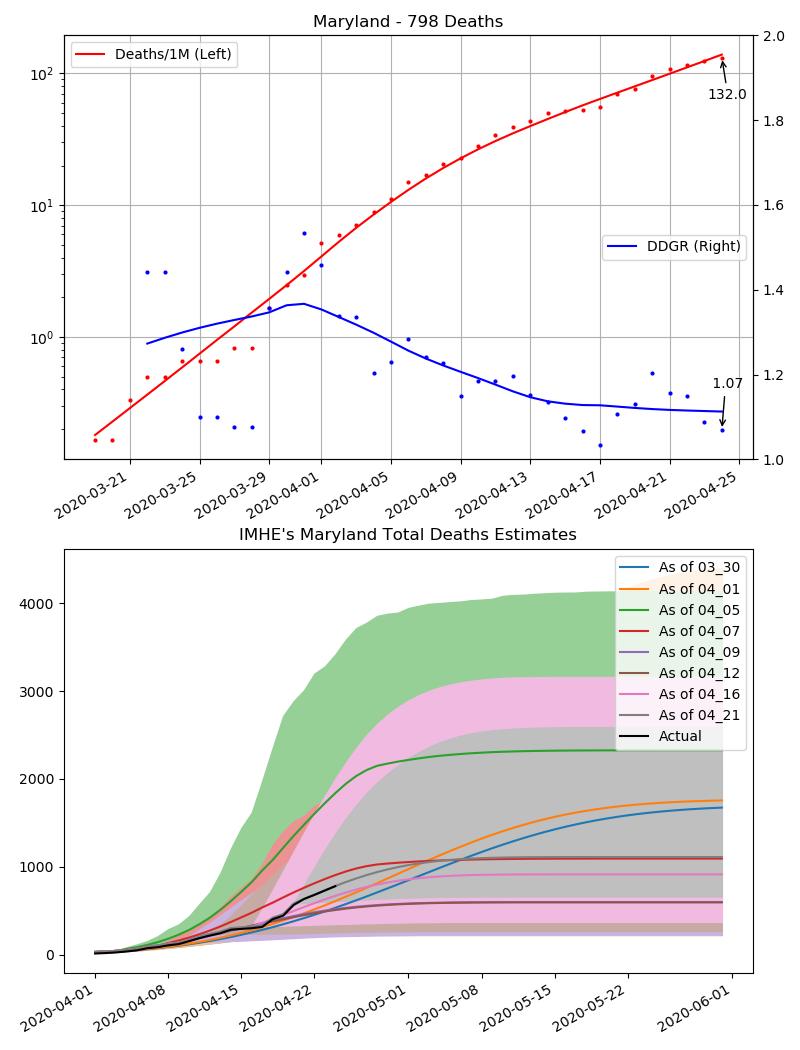 Maryland - 798 Deaths
Deaths/1M (Left)
DDGR (Right)
132.0
1.07
10²
10¹
10⁰
2.0
1.8
1.6
1.4
1.2
1.0
2020-03-21
2020-03-25
2020-03-29
2020-04-01
2020-04-05
2020-04-09
2020-04-13
2020-04-17
2020-04-21
2020-04-25
IMHE's Maryland Total Deaths Estimates
As of 03_30
As of 04_01
As of 04_05
As of 04_07
As of 04_09
As of 04_12
As of 04_16
As of 04_21
Actual
4000
3000
2000
1000
0
2020-04-01
2020-04-08
2020-04-15
2020-04-22
2020-05-01
2020-05-08
2020-05-15
2020-05-22
2020-06-01